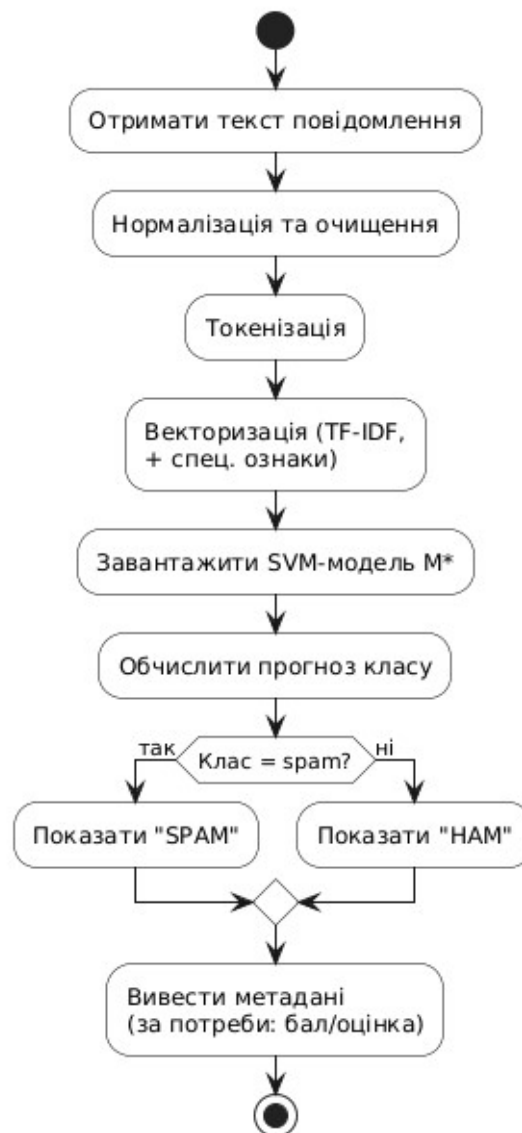 Отримати текст повідомлення
Нормалізація та очищення
Токенізація
Векторизація (TF-IDF,
+ спец. ознаки)
Завантажити SVM-модель M*
Обчислити прогноз класу
так
Клас = spam?
ні
Показати "SPAM"
Показати "HAM"
Вивести метадані
(за потреби: бал/оцінка)